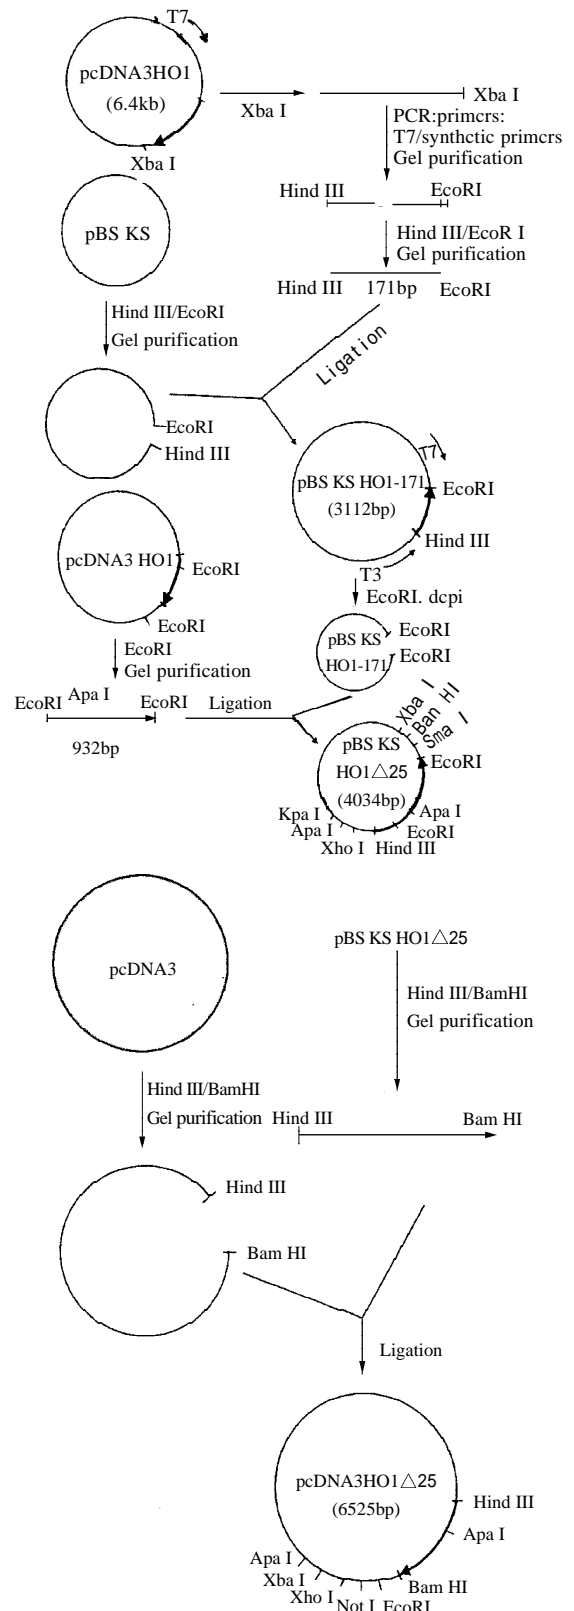 T7
pcDNA3HO1
(6.4kb)
Xba I
Xba I
Xba I
PCR:primcrs:
T7/synthctic primcrs
Gel purification
pBS KS
Hind III
EcoRI
Hind III/EcoR I
Gel purification
Hind III
171bp
EcoRI
Hind III/EcoRI
Gel purification
Ligation
EcoRI
Hind III
T7
pBS KS HO1-171
(3112bp)
EcoRI
Hind III
T3
pcDNA3 HO1
EcoRI
EcoRI
EcoRI. dcpi
pBS KS
HO1-171
EcoRI
EcoRI
EcoRI
Gel purification
EcoRI
Apa I
EcoRI
932bp
Ligation
Xba I
Ban HI
Sma I
pBS KS
HO1△25
(4034bp)
EcoRI
Apa I
EcoRI
Hind III
Xho I
Apa I
Kpa I
pcDNA3
pBS KS HO1△25
Hind III/BamHI
Gel purification
Hind III/BamHI
Gel purification
Hind III
Bam HI
Hind III
Bam HI
Ligation
pcDNA3HO1△25
(6525bp)
Hind III
Apa I
Bam HI
EcoRI
Not I
Xho I
Xba I
Apa I